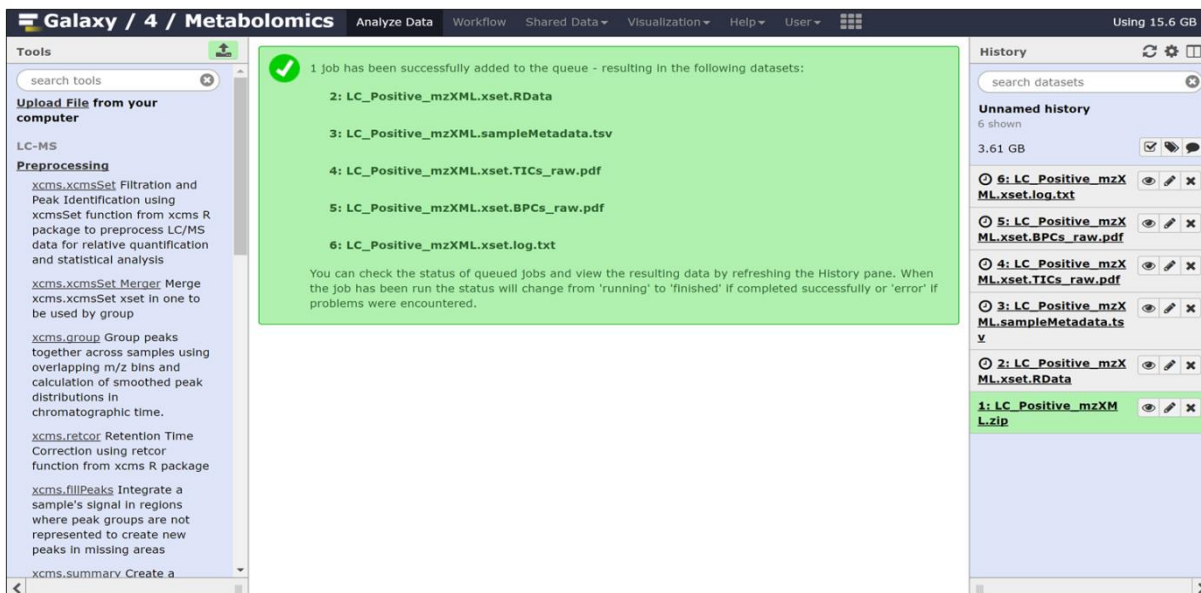 Galaxy / 4 / Metabolomics
Analyze Data
Workflow
Shared Data
Visualization
Help
User
Using 15.6 GB
Tools
search tools
Upload File from your
computer
LC-MS
Preprocessing
xcms.xcmsSet Filtration and
Peak Identification using
xcmsSet function from xcms R
package to preprocess LC/MS
data for relative quantification
and statistical analysis
xcms.xcmsSet Merger Merge
xcms.xcmsSet xset in one to
be used by group
xcms.group Group peaks
together across samples using
overlapping m/z bins and
calculation of smoothed peak
distributions in
chromatographic time.
xcms.retcor Retention Time
Correction using retcor
function from xcms R package
xcms.fillPeaks Integrate a
sample's signal in regions
where peak groups are not
represented to create new
peaks in missing areas
xcms.summary Create a
1 job has been successfully added to the queue - resulting in the following datasets:
2: LC_Positive_mzXML.xset.RData
3: LC_Positive_mzXML.sampleMetadata.tsv
4: LC_Positive_mzXML.xset.TICs_raw.pdf
5: LC_Positive_mzXML.xset.BPCs_raw.pdf
6: LC_Positive_mzXML.xset.log.txt
You can check the status of queued jobs and view the resulting data by refreshing the History pane. When
the job has been run the status will change from 'running' to 'finished' if completed successfully or 'error' if
problems were encountered.
History
search datasets
Unnamed history
6 shown
3.61 GB
6: LC_Positive_mzX
ML.xset.log.txt
5: LC_Positive_mzX
ML.xset.BPCs_raw.pdf
4: LC_Positive_mzX
ML.xset.TICs_raw.pdf
3: LC_Positive_mzX
ML.sampleMetadata.ts
v
2: LC_Positive_mzX
ML.xset.RData
1: LC_Positive_mzXM
L.zip